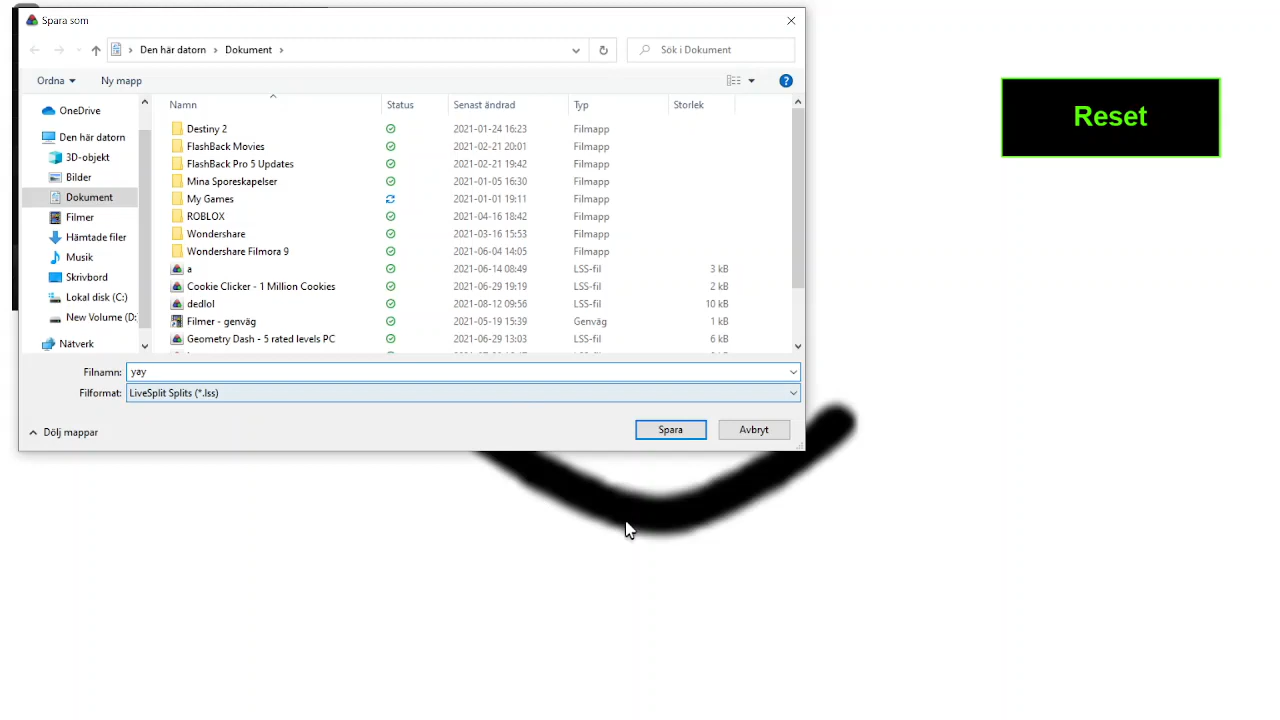 Spara som
Den här datorn Dokument
Sök i Dokument
Ordna Ny mapp
Namn Status Senast ändrad Typ Storlek
OneDrive
Den här datorn
3D-objekt
Bilder
Dokument
Filmer
Hämtade filer
Musik
Skrivbord
Lokal disk (C:)
New Volume (D:
Nätverk
Destiny 2 2021-01-24 16:23 Filmapp
FlashBack Movies 2021-02-21 20:01 Filmapp
FlashBack Pro 5 Updates 2021-02-21 19:42 Filmapp
Mina Sporeskapelser 2021-01-05 16:30 Filmapp
My Games 2021-01-01 19:11 Filmapp
ROBLOX 2021-04-16 18:42 Filmapp
Wondershare 2021-03-16 15:53 Filmapp
Wondershare Filmora 9 2021-06-04 14:05 Filmapp
a 2021-06-14 08:49 LSS-fil 3 kB
Cookie Clicker - 1 Million Cookies 2021-06-29 19:19 LSS-fil 2 kB
dedlol 2021-08-12 09:56 LSS-fil 10 kB
Filmer - genväg 2021-05-19 15:39 Genväg 1 kB
Geometry Dash - 5 rated levels PC 2021-06-29 13:03 LSS-fil 6 kB
Filnamn: yay
Filformat: LiveSplit Splits (*.lss)
Dölj mappar
Spara Avbryt
Reset